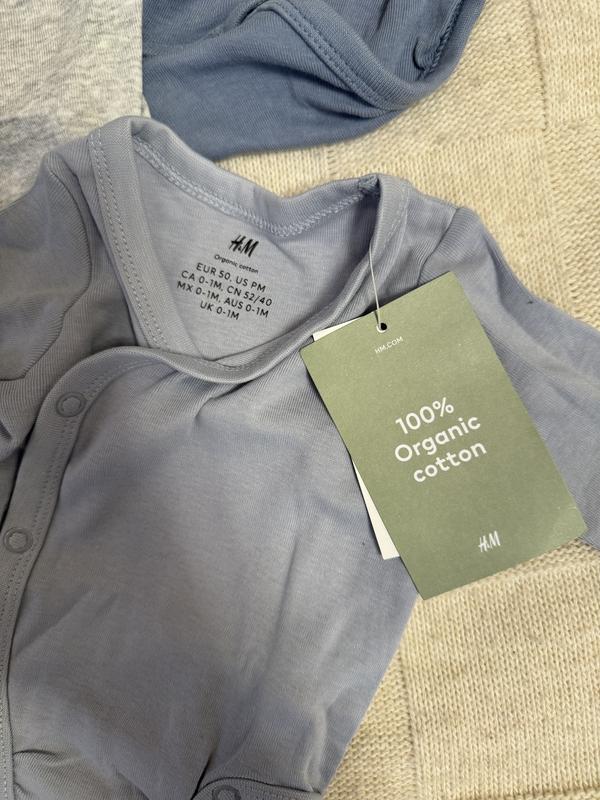 H&M
Organic cotton
EUR 50, US PM
CA 0-1M, CN 52/40
MX 0-1M, AUS 0-1M
UK 0-1M
HM.COM
100%
Organic
cotton
H&M